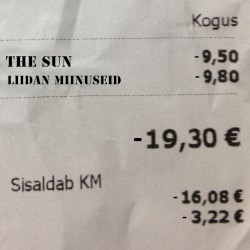 Kogus
THE SUN -9,50
LIIDAN MIINUSEID -9,80
-19,30 €
Sisaldab KM
-16,08 €
-3,22 €